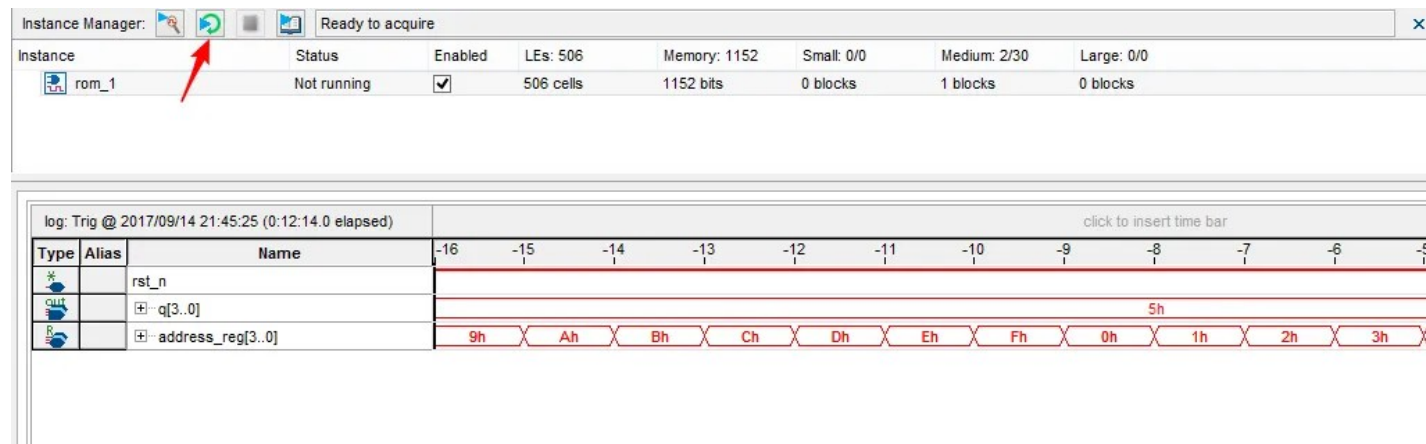 Instance Manager: Ready to acquire
Instance Status Enabled LEs: 506 Memory: 1152 Small: 0/0 Medium: 2/30 Large: 0/0
rom_1 Not running 506 cells 1152 bits 0 blocks 1 blocks 0 blocks
log: Trig @ 2017/09/14 21:45:25 (0:12:14.0 elapsed) click to insert time bar
Type Alias Name -16 -15 -14 -13 -12 -11 -10 -9 -8 -7 -6
* rst_n
out q[3..0] 5h
R address_reg[3..0] 9h Ah Bh Ch Dh Eh Fh 0h 1h 2h 3h